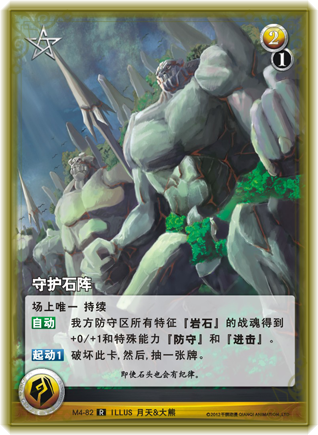 2
1
守护石阵
场上唯一 持续
自动 我方防守区所有特征『岩石』的战魂得到
+0/+1和特殊能力『防守』和『进击』。
起动1 破坏此卡,然后,抽一张牌。
即使石头也会有纪律。
M4-82 R ILLUS 月天&大熊